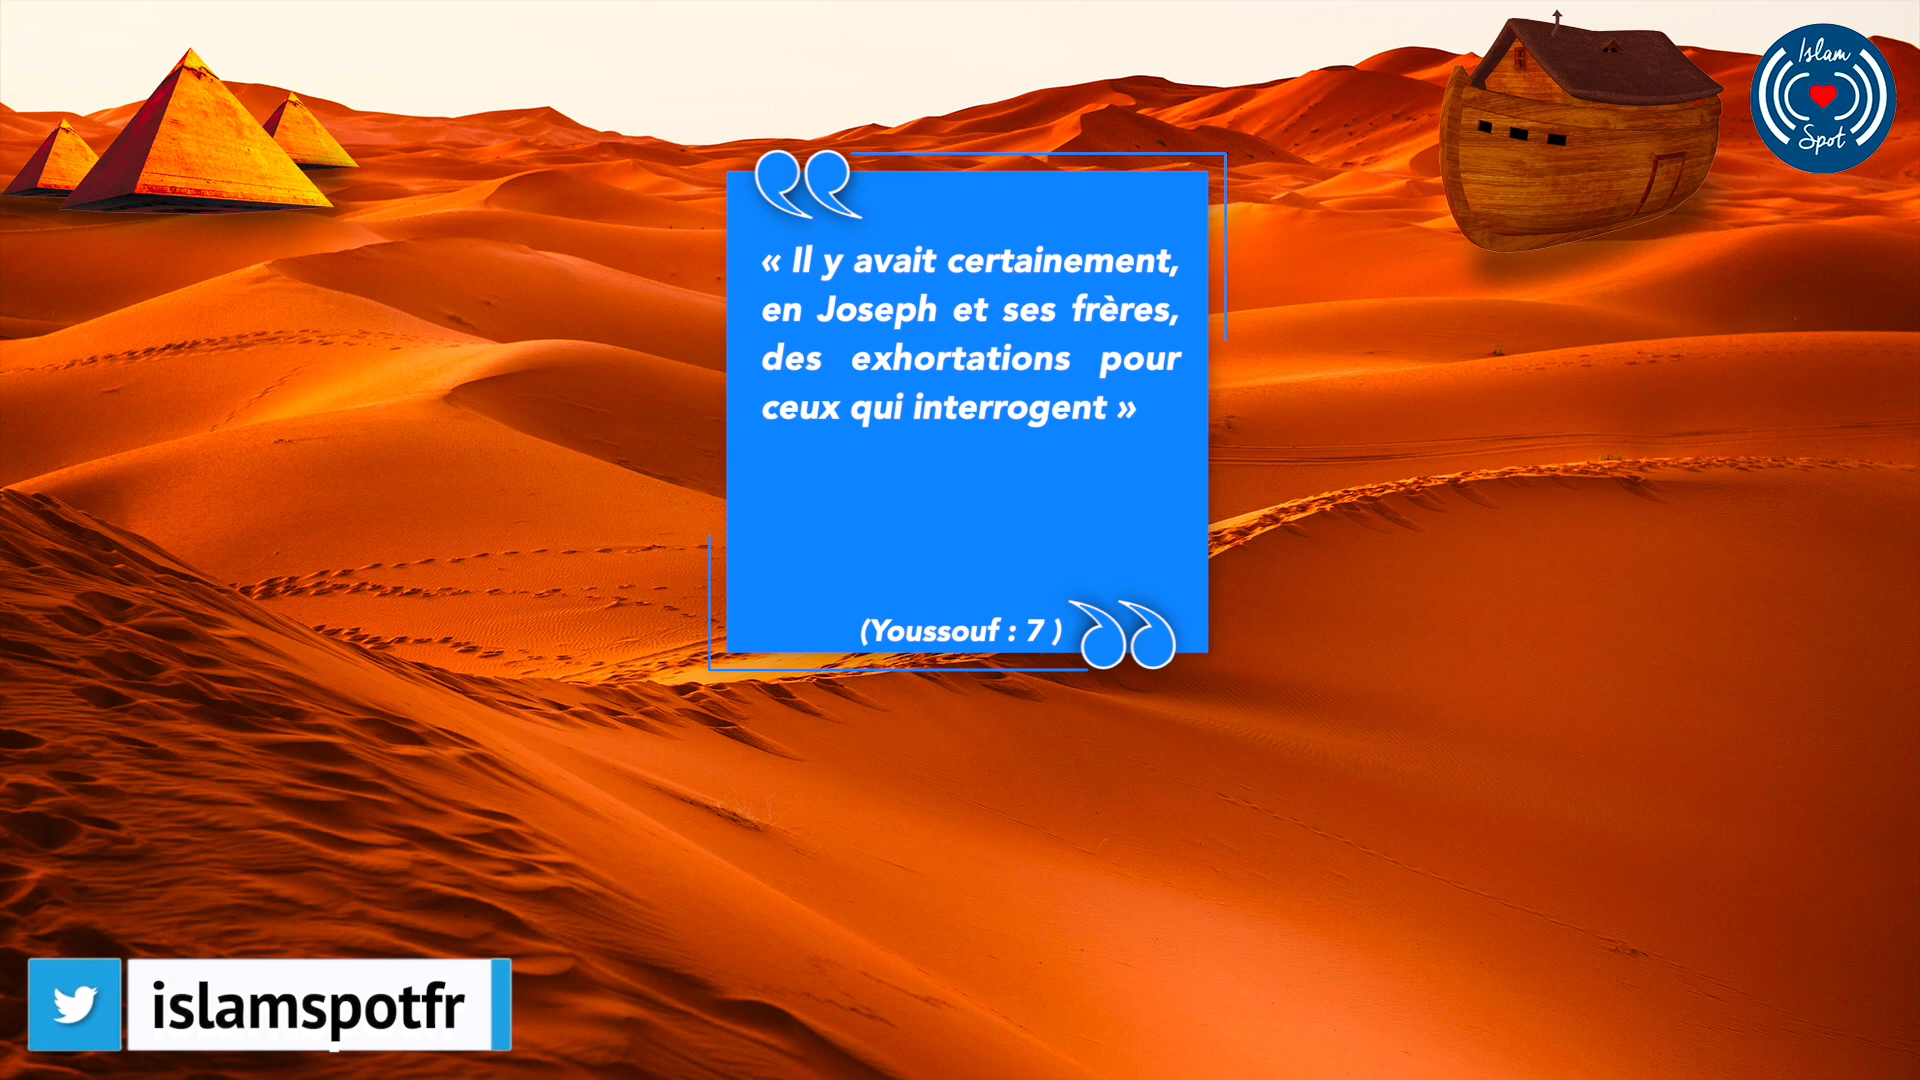 Islam
Spot
« Il y avait certainement,
en Joseph et ses frères,
des exhortations pour
ceux qui interrogent »
(Youssouf : 7 )
islamspotfr